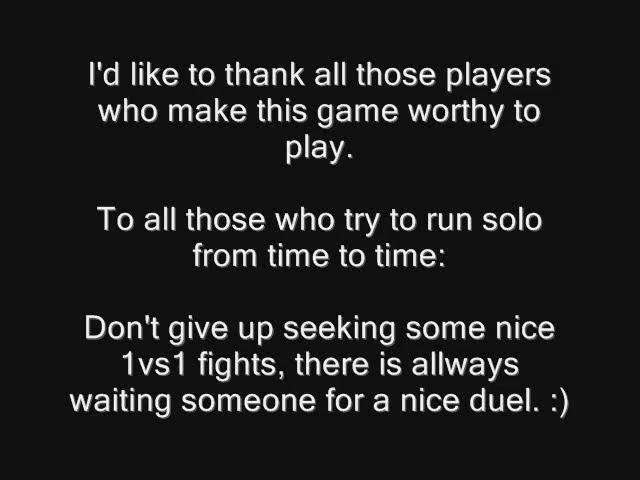 I'd like to thank all those players
who make this game worthy to
play.
To all those who try to run solo
from time to time:
Don't give up seeking some nice
1vs1 fights, there is allways
waiting someone for a nice duel. :)